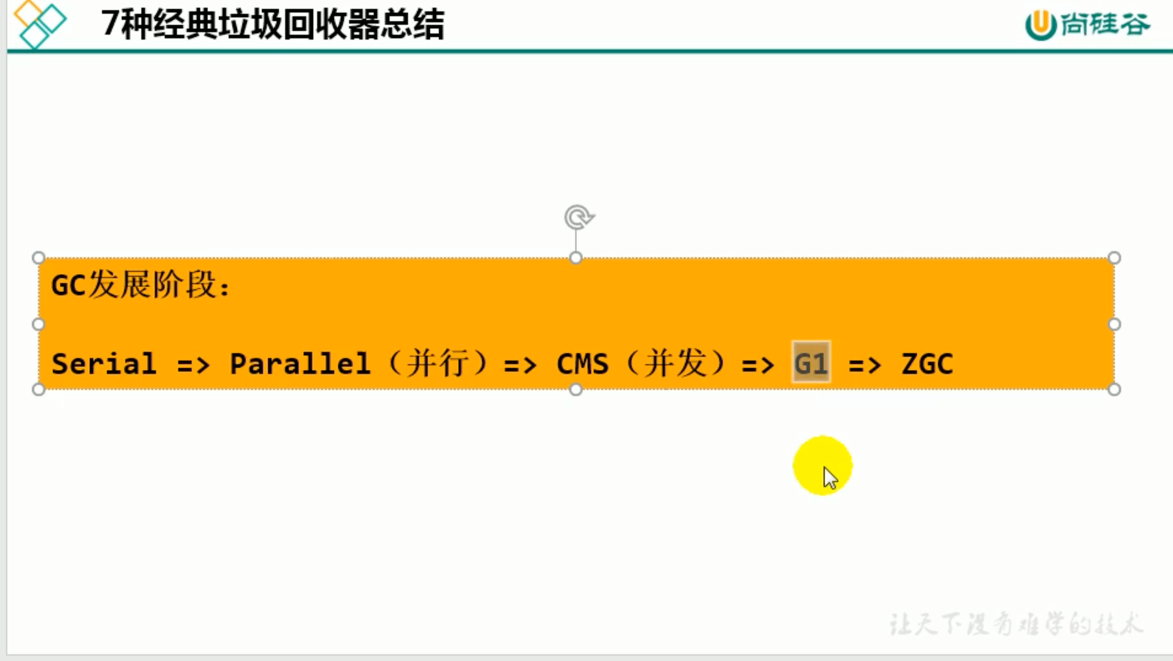 7种经典垃圾回收器总结
尚硅谷
GC发展阶段：
Serial => Parallel（并行）=> CMS（并发）=> G1 => ZGC
让天下没有难学的技术